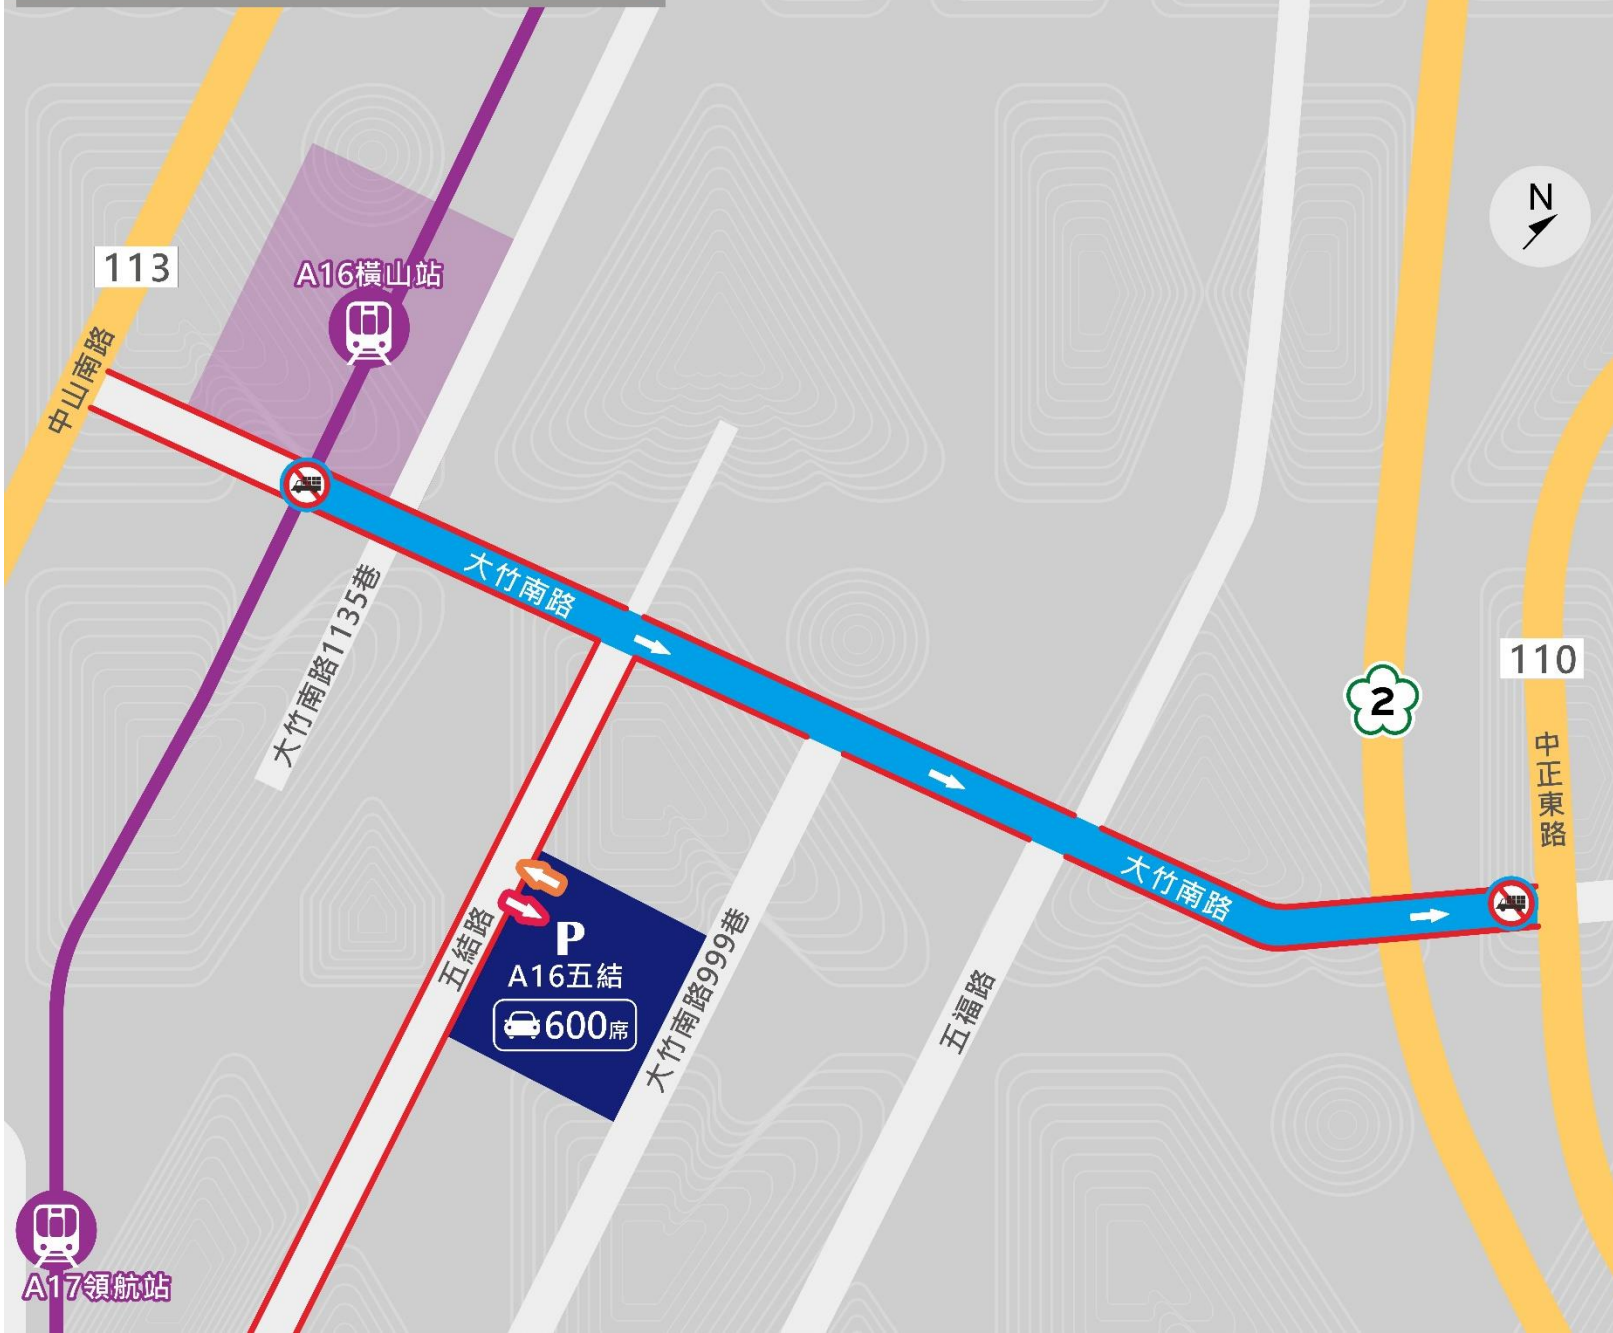 N
113
A16橫山站
中山南路
大竹南路
大竹南路1135巷
110
2
中正東路
大竹南路
P
A16五結
600席
五結路
大竹南路999巷
五福路
A17領航站